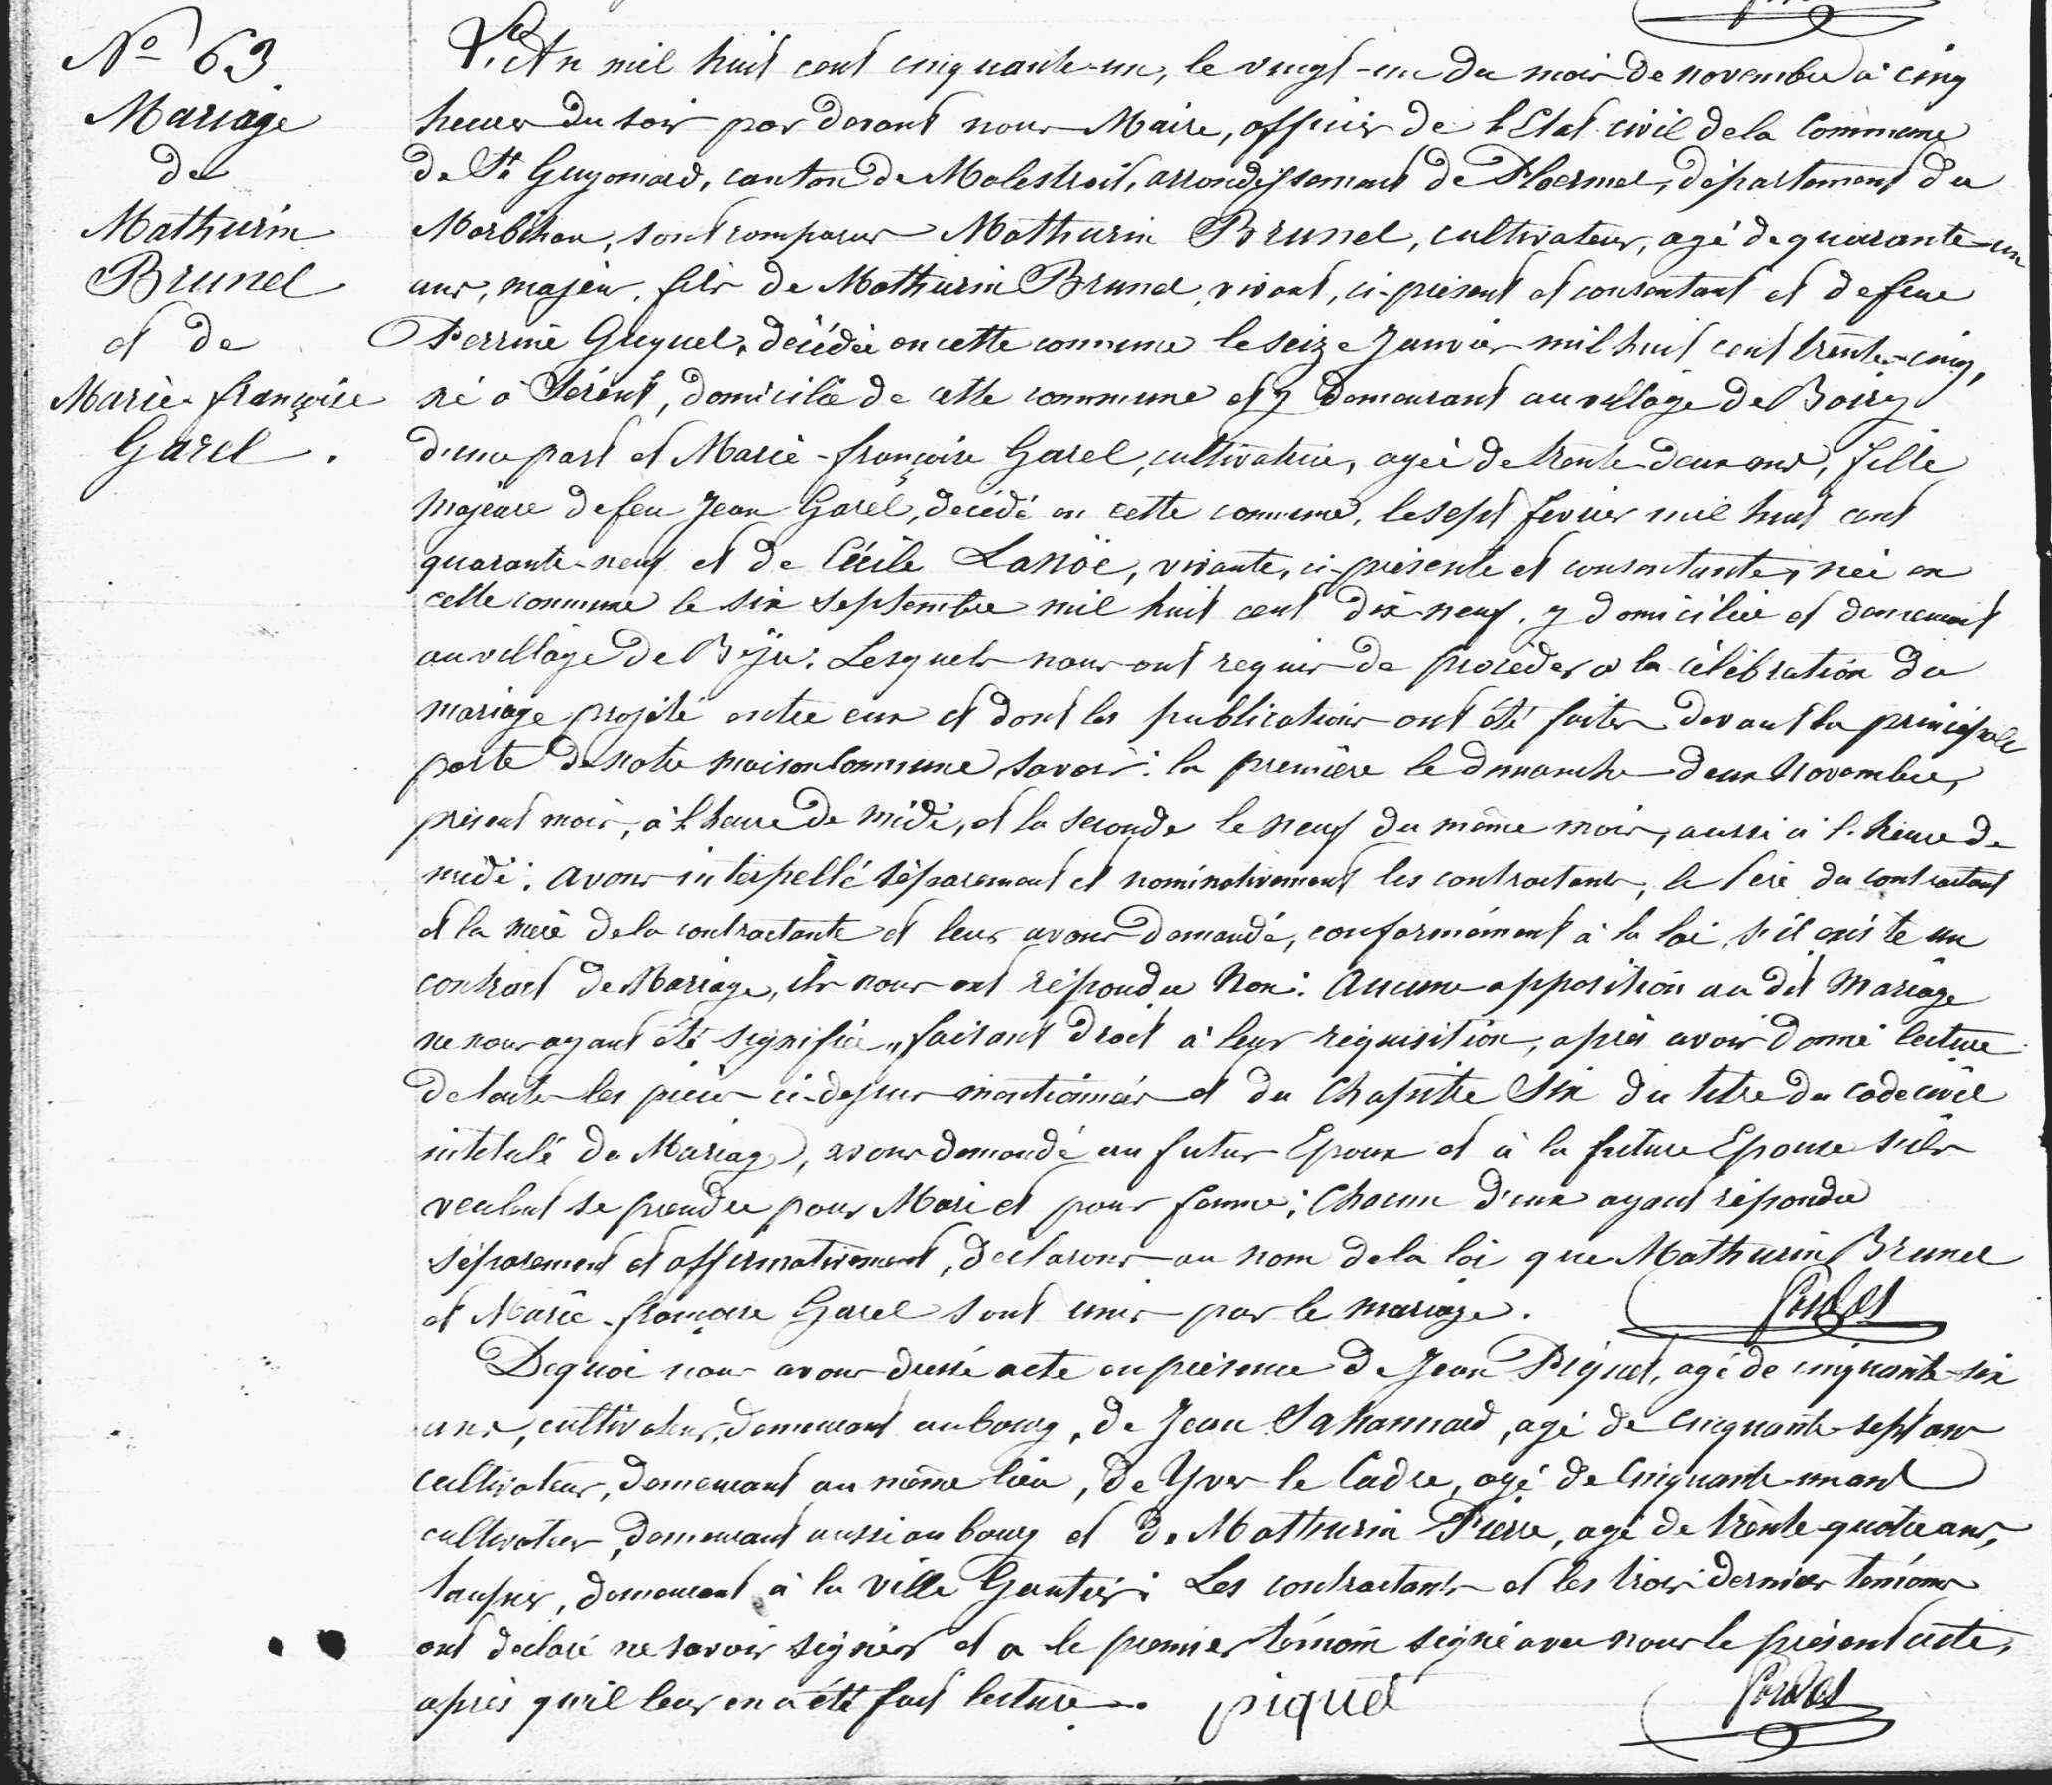 N° 63
Mariage
de
Mathurin
Brunel
et de
Marie-françoise
Garel.
L'An mil huit cent cinquante-un, le vingt-un du mois de novembre à cinq
heures du soir par devant nous Maire, officier de l'Etat civil de la Commune
de St Guyomard, canton de Malestroit, arrondissement de Ploermel, département du
Morbihan, sont comparus Mathurin Brunel, cultivateur, agé de quarante-un
ans, majeur, fils de Mathurin Brunel, vivant, ci-présent et consentant et de feue
Perrine Guyuel, décédée en cette commune le seize Janvier mil huit cent trente-cinq,
né à Sérent, domicilié de cette commune et y demeurant au village de
d'une part et Marie-françoise Garel, cultivatrice, agée de trente-deux ans, fille
majeure de feu Jean Garel, décédé en cette commune, le sept fevrier mil huit cent
quarante-neuf et de Cécile Lanoë, vivante, ci-présente et consentante, née en
cette commune le six septembre mil huit cent dix-neuf, y domiciliée et demeurant
au village de Lesquels nous ont requis de procéder à la célébration du
mariage projété entre eux et dont les publications ont été faites devant la principale
porte de notre maison Commune, savoir: la première le dimanche deux Novembre,
présent mois, à l'heure de midi, et la seconde le neuf du même mois, aussi à l'heure de
midi; avons interpellé séparement et nominativement les contractants, le Père du contractant
et la mère de la contractante et leur avons demandé, conformément à la loi, s'il existe un
contract de Mariage, ils nous ont répondu Non: Aucune opposition au dit Mariage
ne nous ayant été signifiée, faisant droit à leur réquisition, après avoir donné lecture
de toutes les pièces ci-dessus mentionnées et du Chapitre Six du titre du code civil
intitulé du Mariage, avons demandé au futur Epoux et à la future Epouse s'ils
veulent se prendre pour Mari et pour femme; Chacun d'eux ayant répondu
séparement et affirmativement, declarons au nom de la loi que Mathurin Brunel
et Marie-françoise Garel sont unis par le mariage.
De quoi nous avons dressé acte en présence de Jean Piquet, agé de cinquante-six
ans, cultivateur, demeurant au bourg, de Jean agé de cinquante-sept ans
cultivateur, demeurant au même lieu, de Yves le Cadre, agé de cinquante-un ans
cultivateur, demeurant aussi au bourg et de Mathurin Pierre, agé de trente-quatre ans,
demeurant à la ville Gautier; Les contractants et les trois derniers témoins
ont déclaré ne savoir signer et a le premier témoin signé avec nous le présent acte,
après qu'il leur en a été fait lecture. piquet